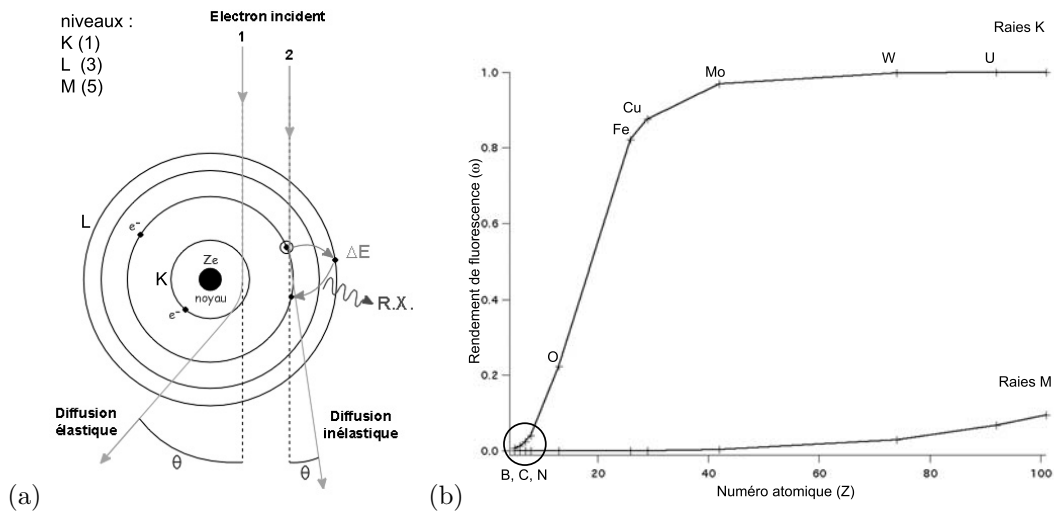 niveaux :
K (1)
L (3)
M (5)
Electron incident
1
2
L
e-
K
Ze
noyau
e-
ΔE
R.X.
Diffusion
élastique
Diffusion
inélastique
θ
θ
(a)
Raies K
1.0
0.8
0.6
0.4
0.2
0.0
Rendement de fluorescence (ω)
W
U
Mo
Cu
Fe
O
Raies M
B, C, N
20
40
60
80
100
Numéro atomique (Z)
(b)